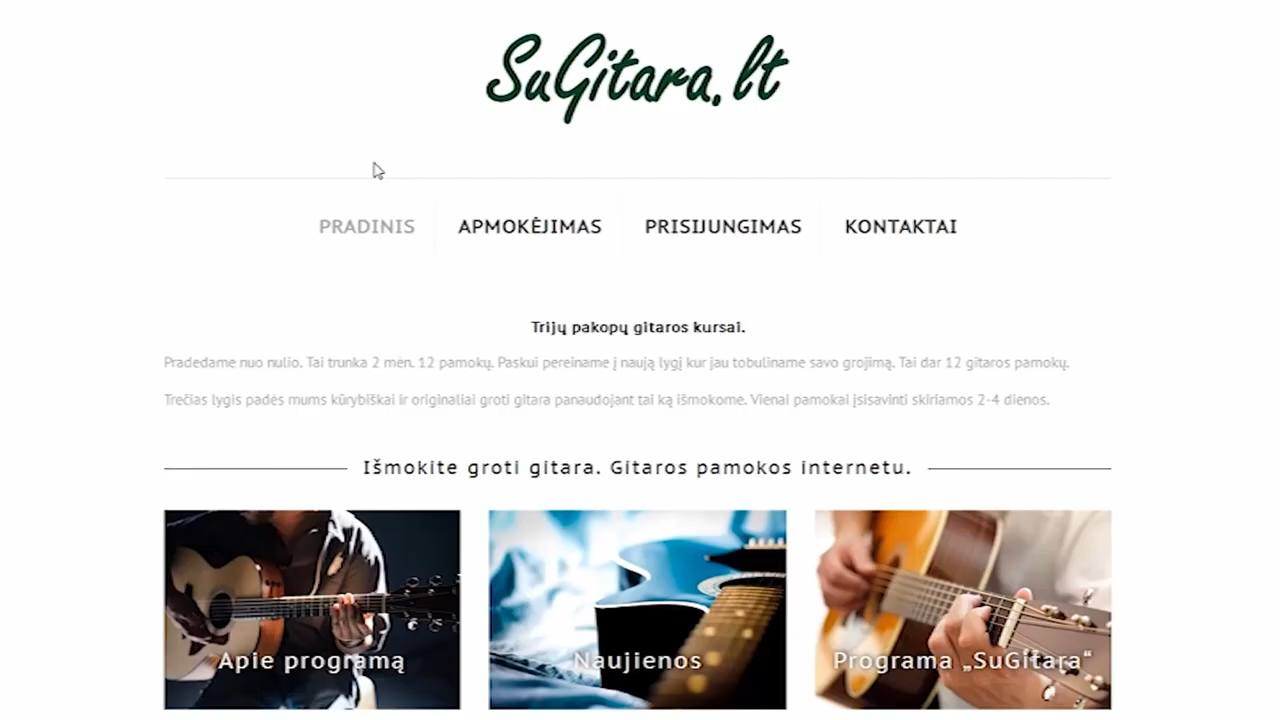 SuGitara.lt
PRADINIS
APMOKĖJIMAS
PRISIJUNGIMAS
KONTAKTAI
Trijų pakopų gitaros kursai.
Pradedame nuo nulio. Tai trunka 2 mėn. 12 pamokų. Paskui pereiname į naują lygį kur jau tobuliname savo grojimą. Tai dar 12 gitaros pamokų.
Trečias lygis padės mums kūrybiškai ir originaliai groti gitara panaudojant tai ką išmokome. Vienai pamokai įsisavinti skiriamos 2-4 dienos.
Išmokite groti gitara. Gitaros pamokos internetu.
Apie programą
Naujienos
Programa „SuGitara“